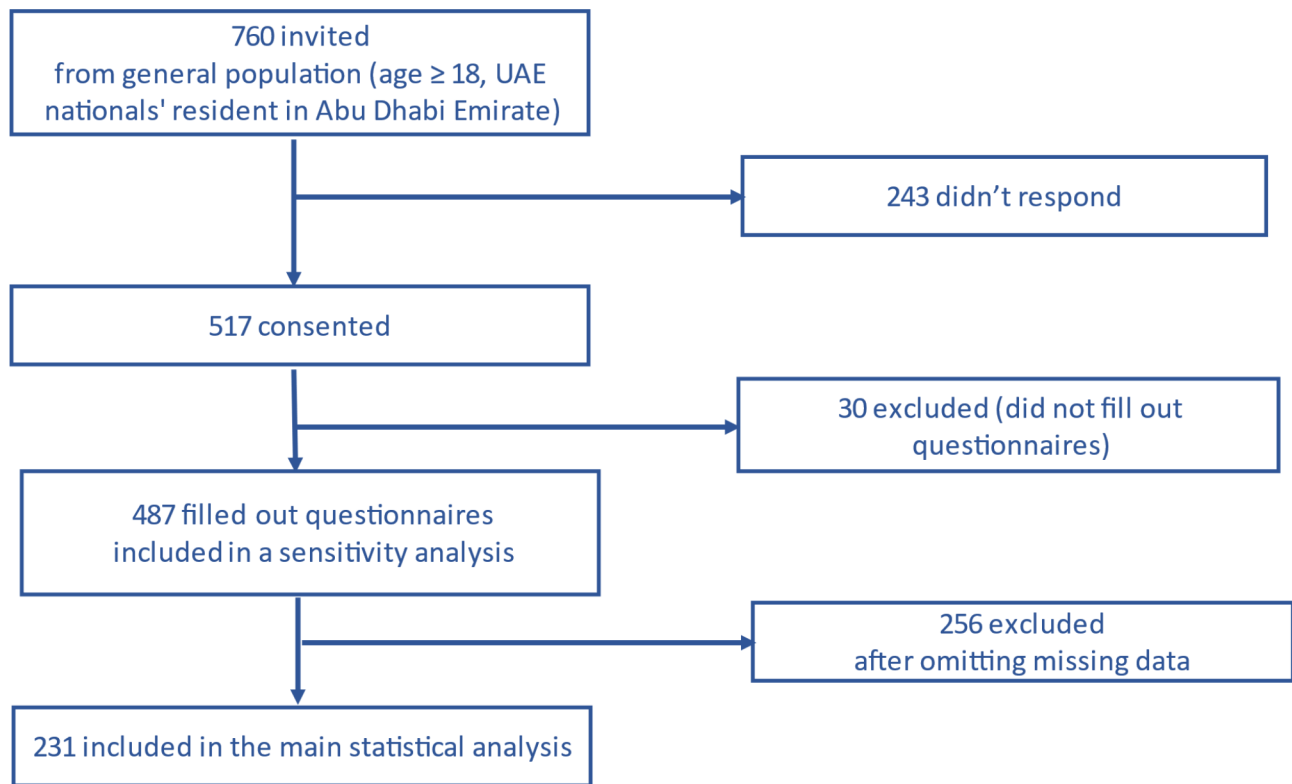 760 invited
from general population (age ≥ 18, UAE
nationals' resident in Abu Dhabi Emirate)
243 didn’t respond
517 consented
30 excluded (did not fill out
questionnaires)
487 filled out questionnaires
included in a sensitivity analysis
256 excluded
after omitting missing data
231 included in the main statistical analysis